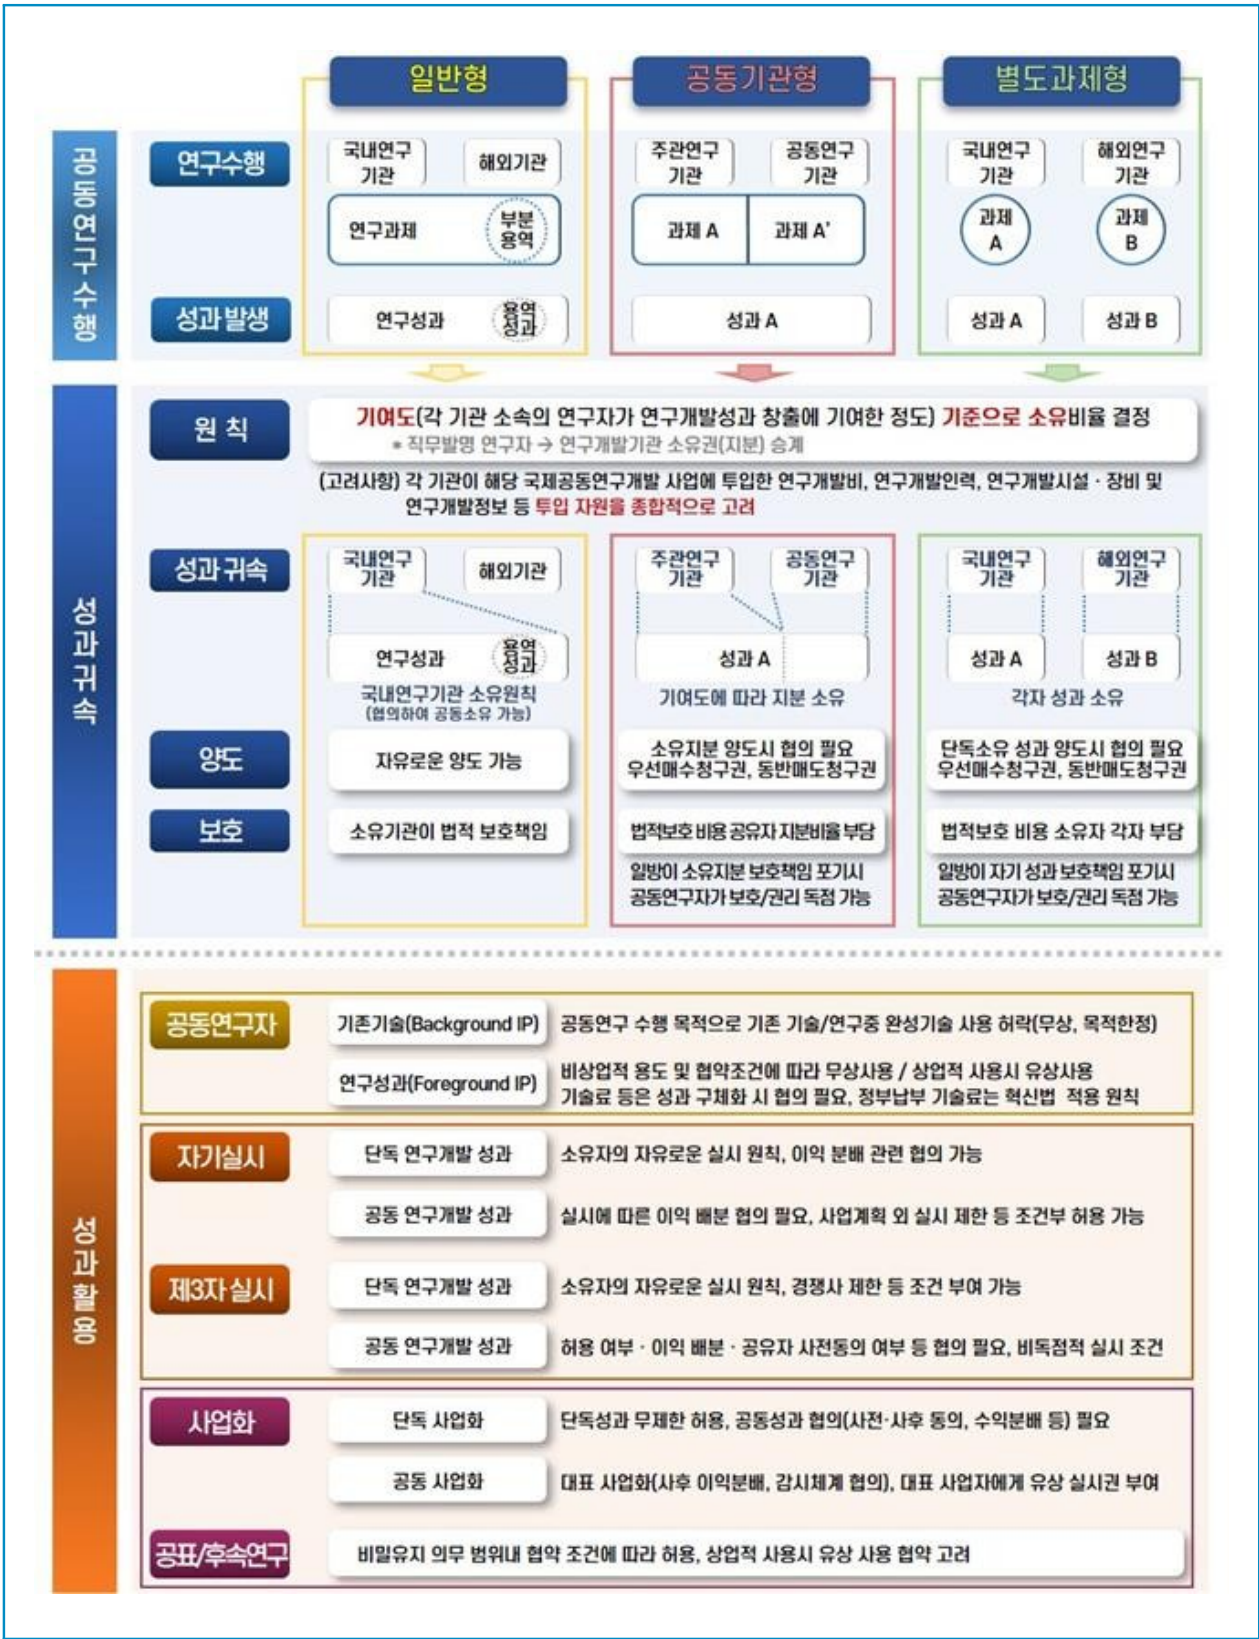 일반형
공동기관형
별도과제형
공동연구수행
연구수행
국내연구
기관
해외기관
주관연구
기관
공동연구
기관
국내연구
기관
해외연구
기관
연구과제
부분
용역
과제 A
과제 A'
과제
A
과제
B
성과 발생
연구성과
용역
성과
성과 A
성과 A
성과 B
성과귀속
원 칙
기여도(각 기관 소속의 연구자가 연구개발성과 창출에 기여한 정도) 기준으로 소유비율 결정
* 직무발명 연구자 → 연구개발기관 소유권(지분) 승계
(고려사항) 각 기관이 해당 국제공동연구개발 사업에 투입한 연구개발비, 연구개발인력, 연구개발시설 · 장비 및
연구개발정보 등 투입 자원을 종합적으로 고려
성과 귀속
국내연구
기관
해외기관
주관연구
기관
공동연구
기관
국내연구
기관
해외연구
기관
연구성과
용역
성과
성과 A
성과 A
성과 B
국내연구기관 소유원칙
(협의하여 공동소유 가능)
기여도에 따라 지분 소유
각자 성과 소유
양도
자유로운 양도 가능
소유지분 양도시 협의 필요
우선매수청구권, 동반매도청구권
단독소유 성과 양도시 협의 필요
우선매수청구권, 동반매도청구권
보호
소유기관이 법적 보호책임
법적보호 비용 공유자 지분비율 부담
법적보호 비용 소유자 각자 부담
일방이 소유지분 보호책임 포기시
공동연구자가 보호/권리 독점 가능
일방이 자기 성과 보호책임 포기시
공동연구자가 보호/권리 독점 가능
성과활용
공동연구자
기존기술(Background IP)
공동연구 수행 목적으로 기존 기술/연구중 완성기술 사용 허락(무상, 목적한정)
연구성과(Foreground IP)
비상업적 용도 및 협약조건에 따라 무상사용 / 상업적 사용시 유상사용
기술료 등은 성과 구체화 시 협의 필요, 정부납부 기술료는 혁신법 적용 원칙
자기실시
단독 연구개발 성과
소유자의 자유로운 실시 원칙, 이익 분배 관련 협의 가능
공동 연구개발 성과
실시에 따른 이익 배분 협의 필요, 사업계획 외 실시 제한 등 조건부 허용 가능
제3자 실시
단독 연구개발 성과
소유자의 자유로운 실시 원칙, 경쟁사 제한 등 조건 부여 가능
공동 연구개발 성과
허용 여부 · 이익 배분 · 공유자 사전동의 여부 등 협의 필요, 비독점적 실시 조건
사업화
단독 사업화
단독성과 무제한 허용, 공동성과 협의(사전·사후 동의, 수익분배 등) 필요
공동 사업화
대표 사업화(사후 이익분배, 감시체계 협의), 대표 사업자에게 유상 실시권 부여
공표/후속연구
비밀유지 의무 범위내 협약 조건에 따라 허용, 상업적 사용시 유상 사용 협약 고려